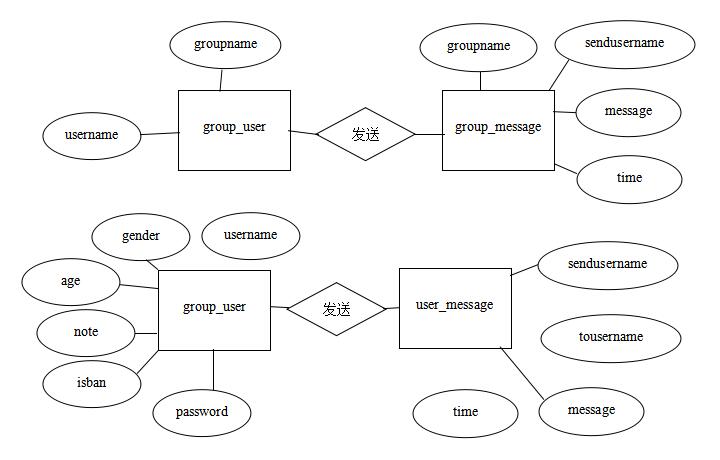 groupname
groupname
sendusername
username
group_user
发送
group_message
message
time
gender
username
age
group_user
发送
user_message
sendusername
note
tousername
isban
password
time
message